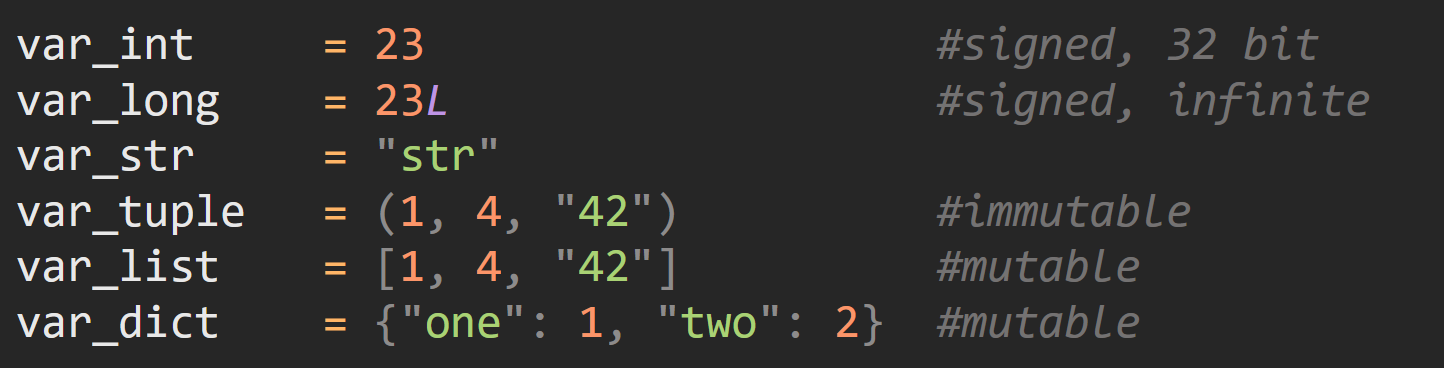 var_int     = 23                    #signed, 32 bit
var_long    = 23L                   #signed, infinite
var_str     = "str"
var_tuple   = (1, 4, "42")          #immutable
var_list    = [1, 4, "42"]          #mutable
var_dict    = {"one": 1, "two": 2}  #mutable